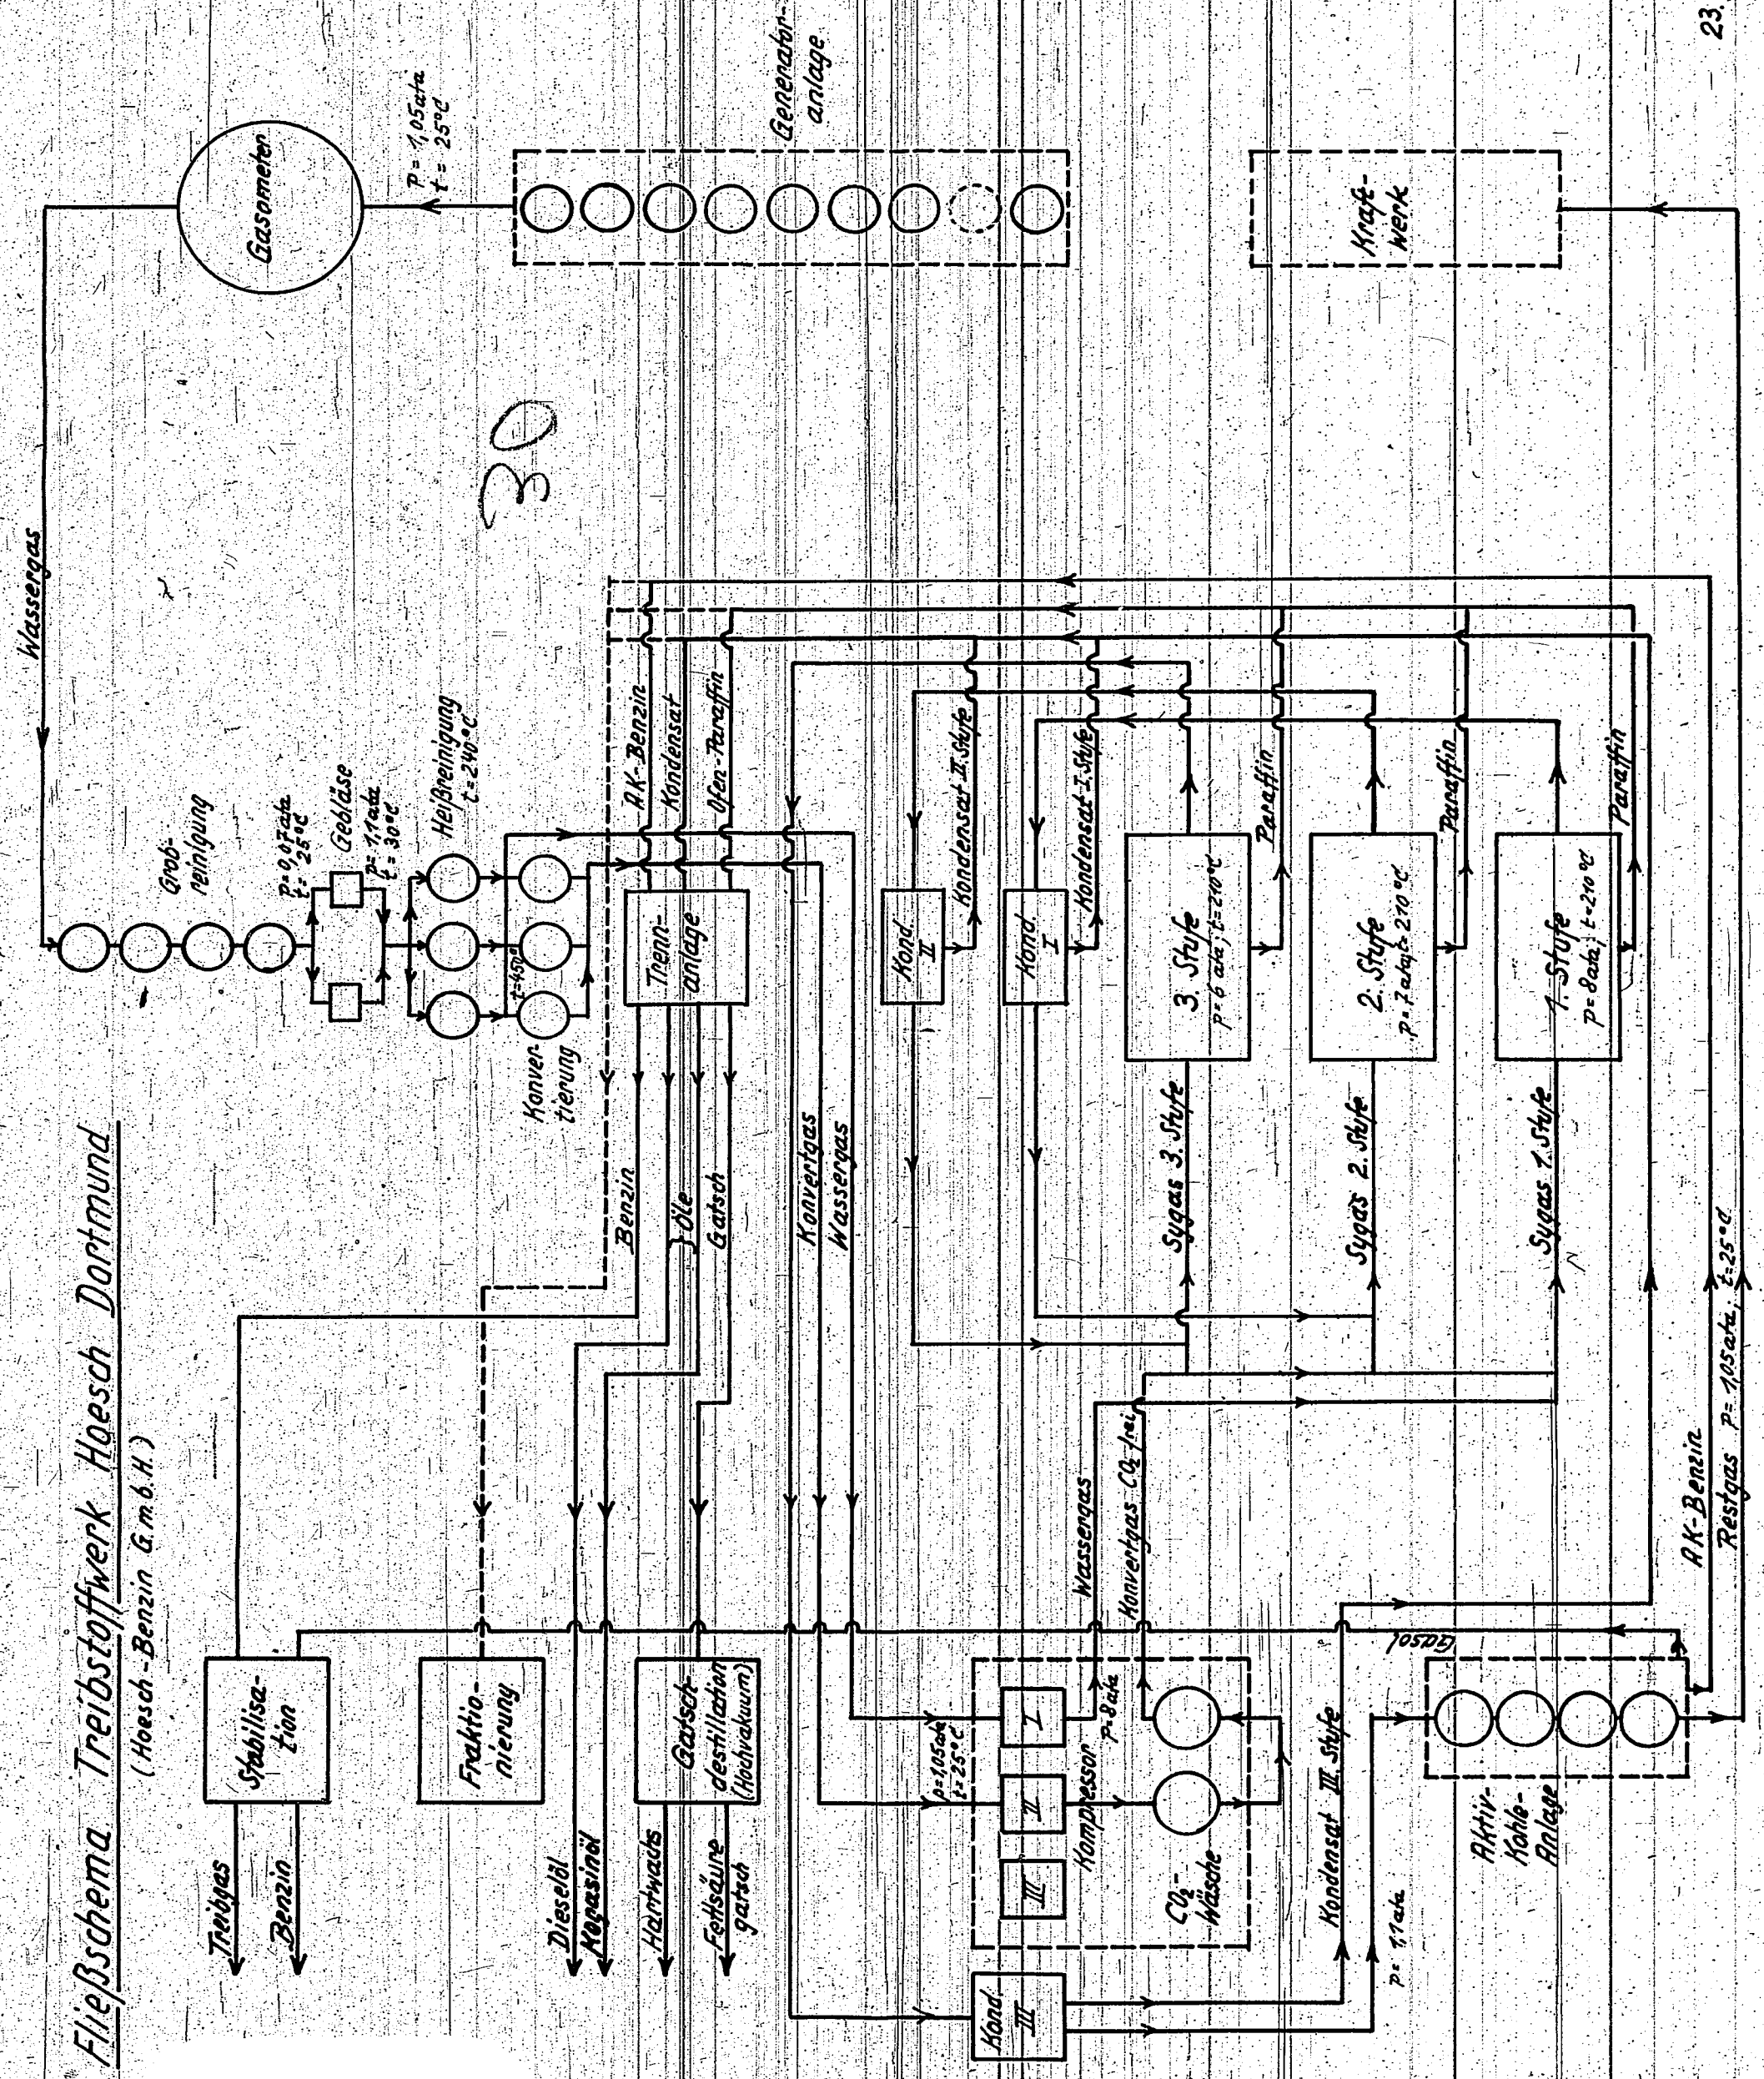 Fließschema Treibstoffwerk Hoesch Dortmund
(Hoesch-Benzin G.m.b.H.)
Wassergas
Gasometer
p= 1,05 ata
t = 25°C
Generator-
anlage
Kraft-
werk
23.
30
Grob-
reinigung
p= 0,07 ata
t= 25°C
Gebläse
p= 1,1 ata
t= 30°C
Heißreinigung
t= 240°C
Konver-
tierung
AK-Benzin
Kondensat
Ofen-Paraffin
Trenn-
anlage
Benzin
Öle
Gatsch
Konvertgas
Wassergas
Stabilisa-
tion
Treibgas
Benzin
Fraktio-
nierung
Dieselöl
Kogasinöl
Gatsch-
destillation
(Hochvakuum)
Hartwachs
Fettsäure
gatsch
Kond.
II
Kondensat II. Stufe
Kond.
I
Kondensat I. Stufe
3. Stufe
p= 6 ata, t= 210°C
Paraffin
2. Stufe
p= 7 ata, t= 210°C
Paraffin
1. Stufe
p= 8 ata, t= 210°C
Paraffin
Sygas 3. Stufe
Sygas 2. Stufe
Sygas 1. Stufe
Wassergas
Konvertgas CO₂ frei
p= 1,05 ata
t= 25°C
I
II
III
Kompressor
p= 8 ata
CO₂-
Wäsche
Kond.
III
Kondensat III. Stufe
p= 1,1 ata
Gasol
Aktiv-
Kohle-
Anlage
AK-Benzin
Restgas p= 1,05 ata, t= 25°C